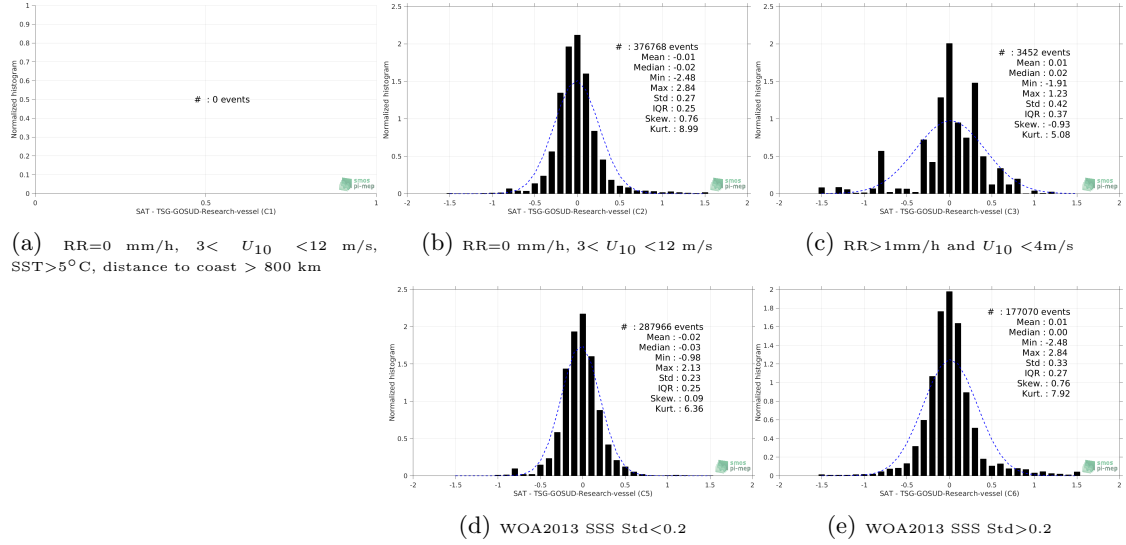 1
0.9
0.8
0.7
0.6
0.5
0.4
0.3
0.2
0.1
0
Normalized histogram
# : 0 events
0
0.5
1
SAT - TSG-GOSUD-Research-vessel (C1)
smos
pi-mep
(a) RR=0 mm/h, 3< U10 <12 m/s,
SST>5°C, distance to coast > 800 km
2.5
2
1.5
1
0.5
0
Normalized histogram
# : 376768 events
Mean : -0.01
Median : -0.02
Min : -2.48
Max : 2.84
Std : 0.27
IQR : 0.25
Skew. : 0.76
Kurt. : 8.99
-2 -1.5 -1 -0.5 0 0.5 1 1.5 2
SAT - TSG-GOSUD-Research-vessel (C2)
smos
pi-mep
(b) RR=0 mm/h, 3< U10 <12 m/s
2.5
2
1.5
1
0.5
0
Normalized histogram
# : 3452 events
Mean : 0.01
Median : 0.02
Min : -1.91
Max : 1.23
Std : 0.42
IQR : 0.37
Skew. : -0.93
Kurt. : 5.08
-2 -1.5 -1 -0.5 0 0.5 1 1.5 2
SAT - TSG-GOSUD-Research-vessel (C3)
smos
pi-mep
(c) RR>1mm/h and U10 <4m/s
2.5
2
1.5
1
0.5
0
Normalized histogram
# : 287966 events
Mean : -0.02
Median : -0.03
Min : -0.98
Max : 2.13
Std : 0.23
IQR : 0.25
Skew. : 0.09
Kurt. : 6.36
-2 -1.5 -1 -0.5 0 0.5 1 1.5 2
SAT - TSG-GOSUD-Research-vessel (C5)
smos
pi-mep
(d) WOA2013 SSS Std<0.2
2
1.8
1.6
1.4
1.2
1
0.8
0.6
0.4
0.2
0
Normalized histogram
# : 177070 events
Mean : 0.01
Median : 0.00
Min : -2.48
Max : 2.84
Std : 0.33
IQR : 0.27
Skew. : 0.76
Kurt. : 7.92
-2 -1.5 -1 -0.5 0 0.5 1 1.5 2
SAT - TSG-GOSUD-Research-vessel (C6)
smos
pi-mep
(e) WOA2013 SSS Std>0.2